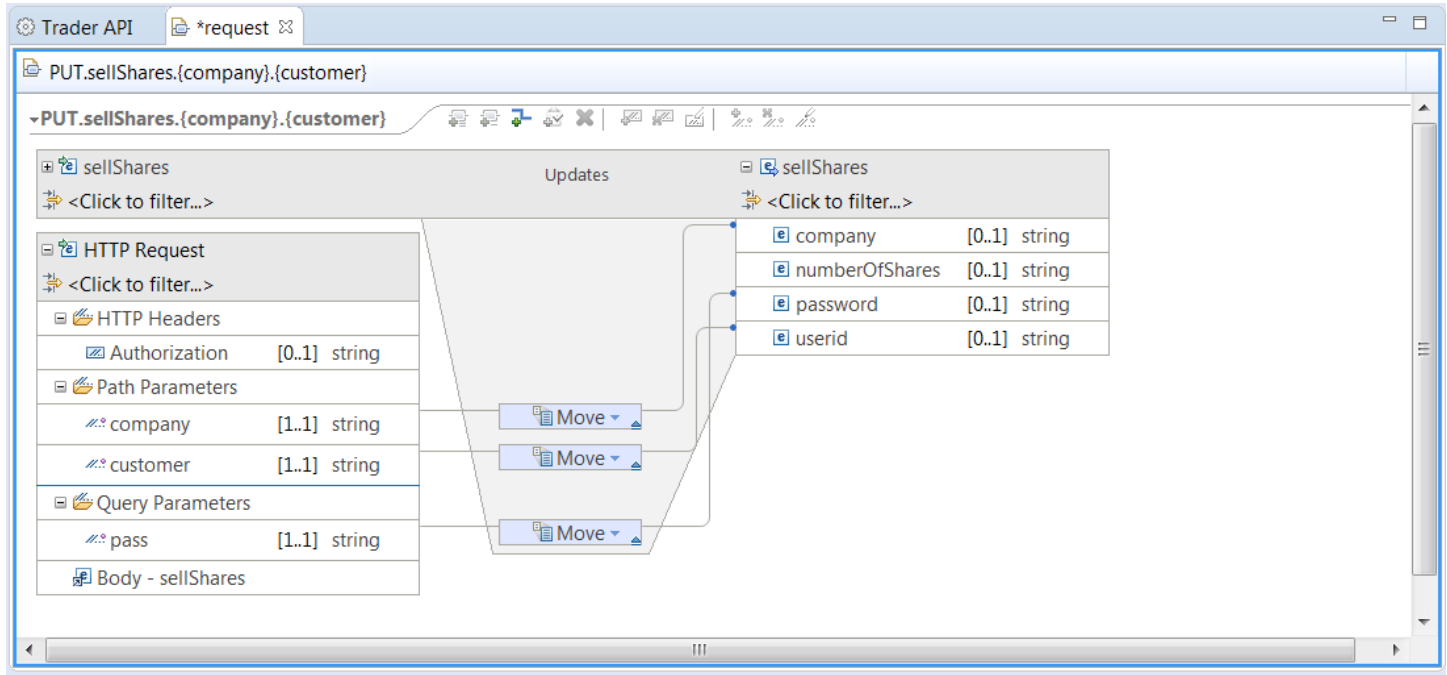 Trader API
*request
PUT.sellShares.{company}.{customer}
PUT.sellShares.{company}.{customer}
sellShares
<Click to filter...>
Updates
sellShares
<Click to filter...>
HTTP Request
<Click to filter...>
HTTP Headers
Authorization [0..1] string
Path Parameters
company [1..1] string
customer [1..1] string
Query Parameters
pass [1..1] string
Body - sellShares
Move
Move
Move
company [0..1] string
numberOfShares [0..1] string
password [0..1] string
userid [0..1] string